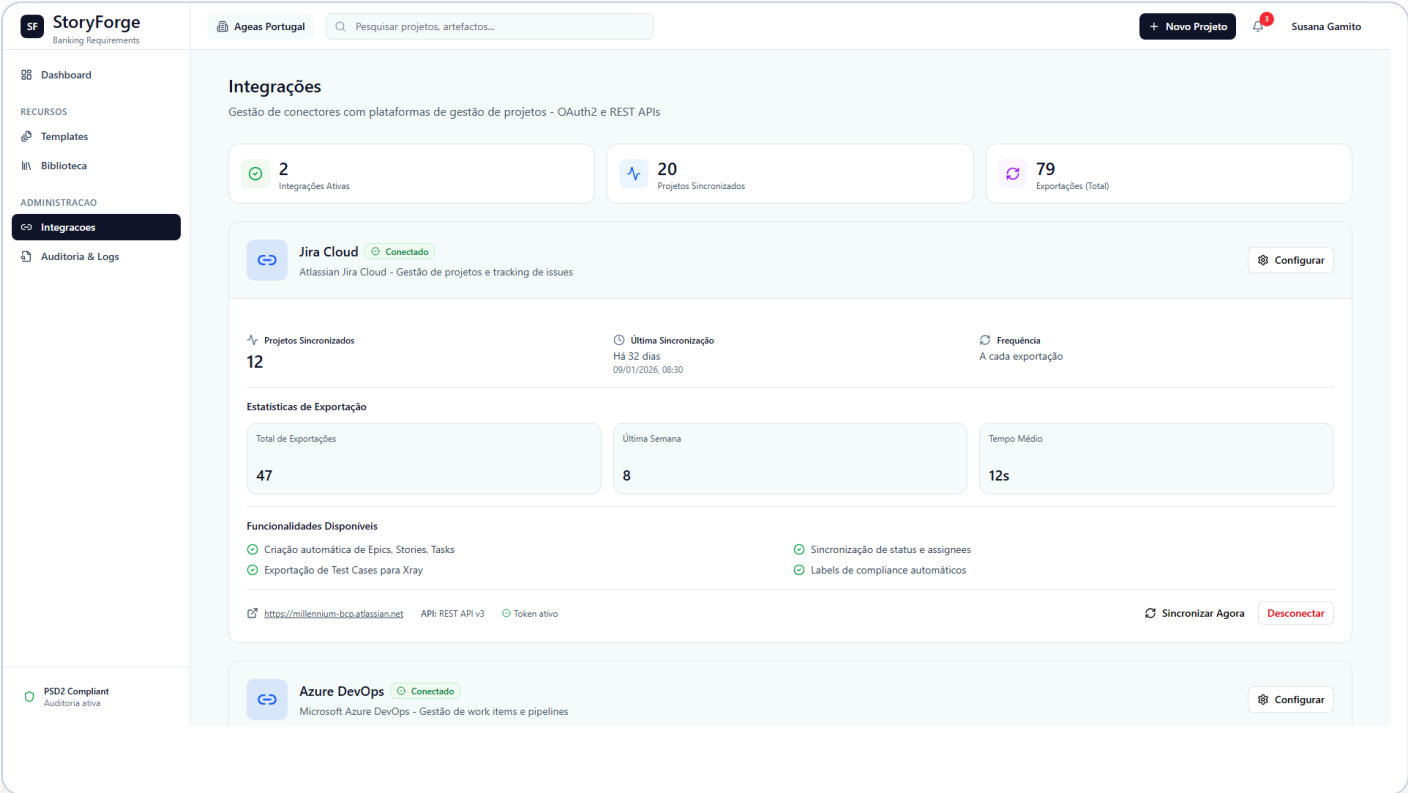 SF
StoryForge
Banking Requirements
Ageas Portugal
Pesquisar projetos, artefactos...
+ Novo Projeto
3
Susana Gamito
Dashboard
RECURSOS
Templates
Biblioteca
ADMINISTRACAO
Integracoes
Auditoria & Logs
PSD2 Compliant
Auditoria ativa
Integrações
Gestão de conectores com plataformas de gestão de projetos - OAuth2 e REST APIs
2
Integrações Ativas
20
Projetos Sincronizados
79
Exportações (Total)
Jira Cloud
Conectado
Atlassian Jira Cloud - Gestão de projetos e tracking de issues
Configurar
Projetos Sincronizados
12
Última Sincronização
Há 32 dias
09/01/2026, 08:30
Frequência
A cada exportação
Estatísticas de Exportação
Total de Exportações
47
Última Semana
8
Tempo Médio
12s
Funcionalidades Disponíveis
Criação automática de Epics, Stories, Tasks
Sincronização de status e assignees
Exportação de Test Cases para Xray
Labels de compliance automáticos
https://millennium-bcp.atlassian.net
API: REST API v3
Token ativo
Sincronizar Agora
Desconectar
Azure DevOps
Conectado
Microsoft Azure DevOps - Gestão de work items e pipelines
Configurar